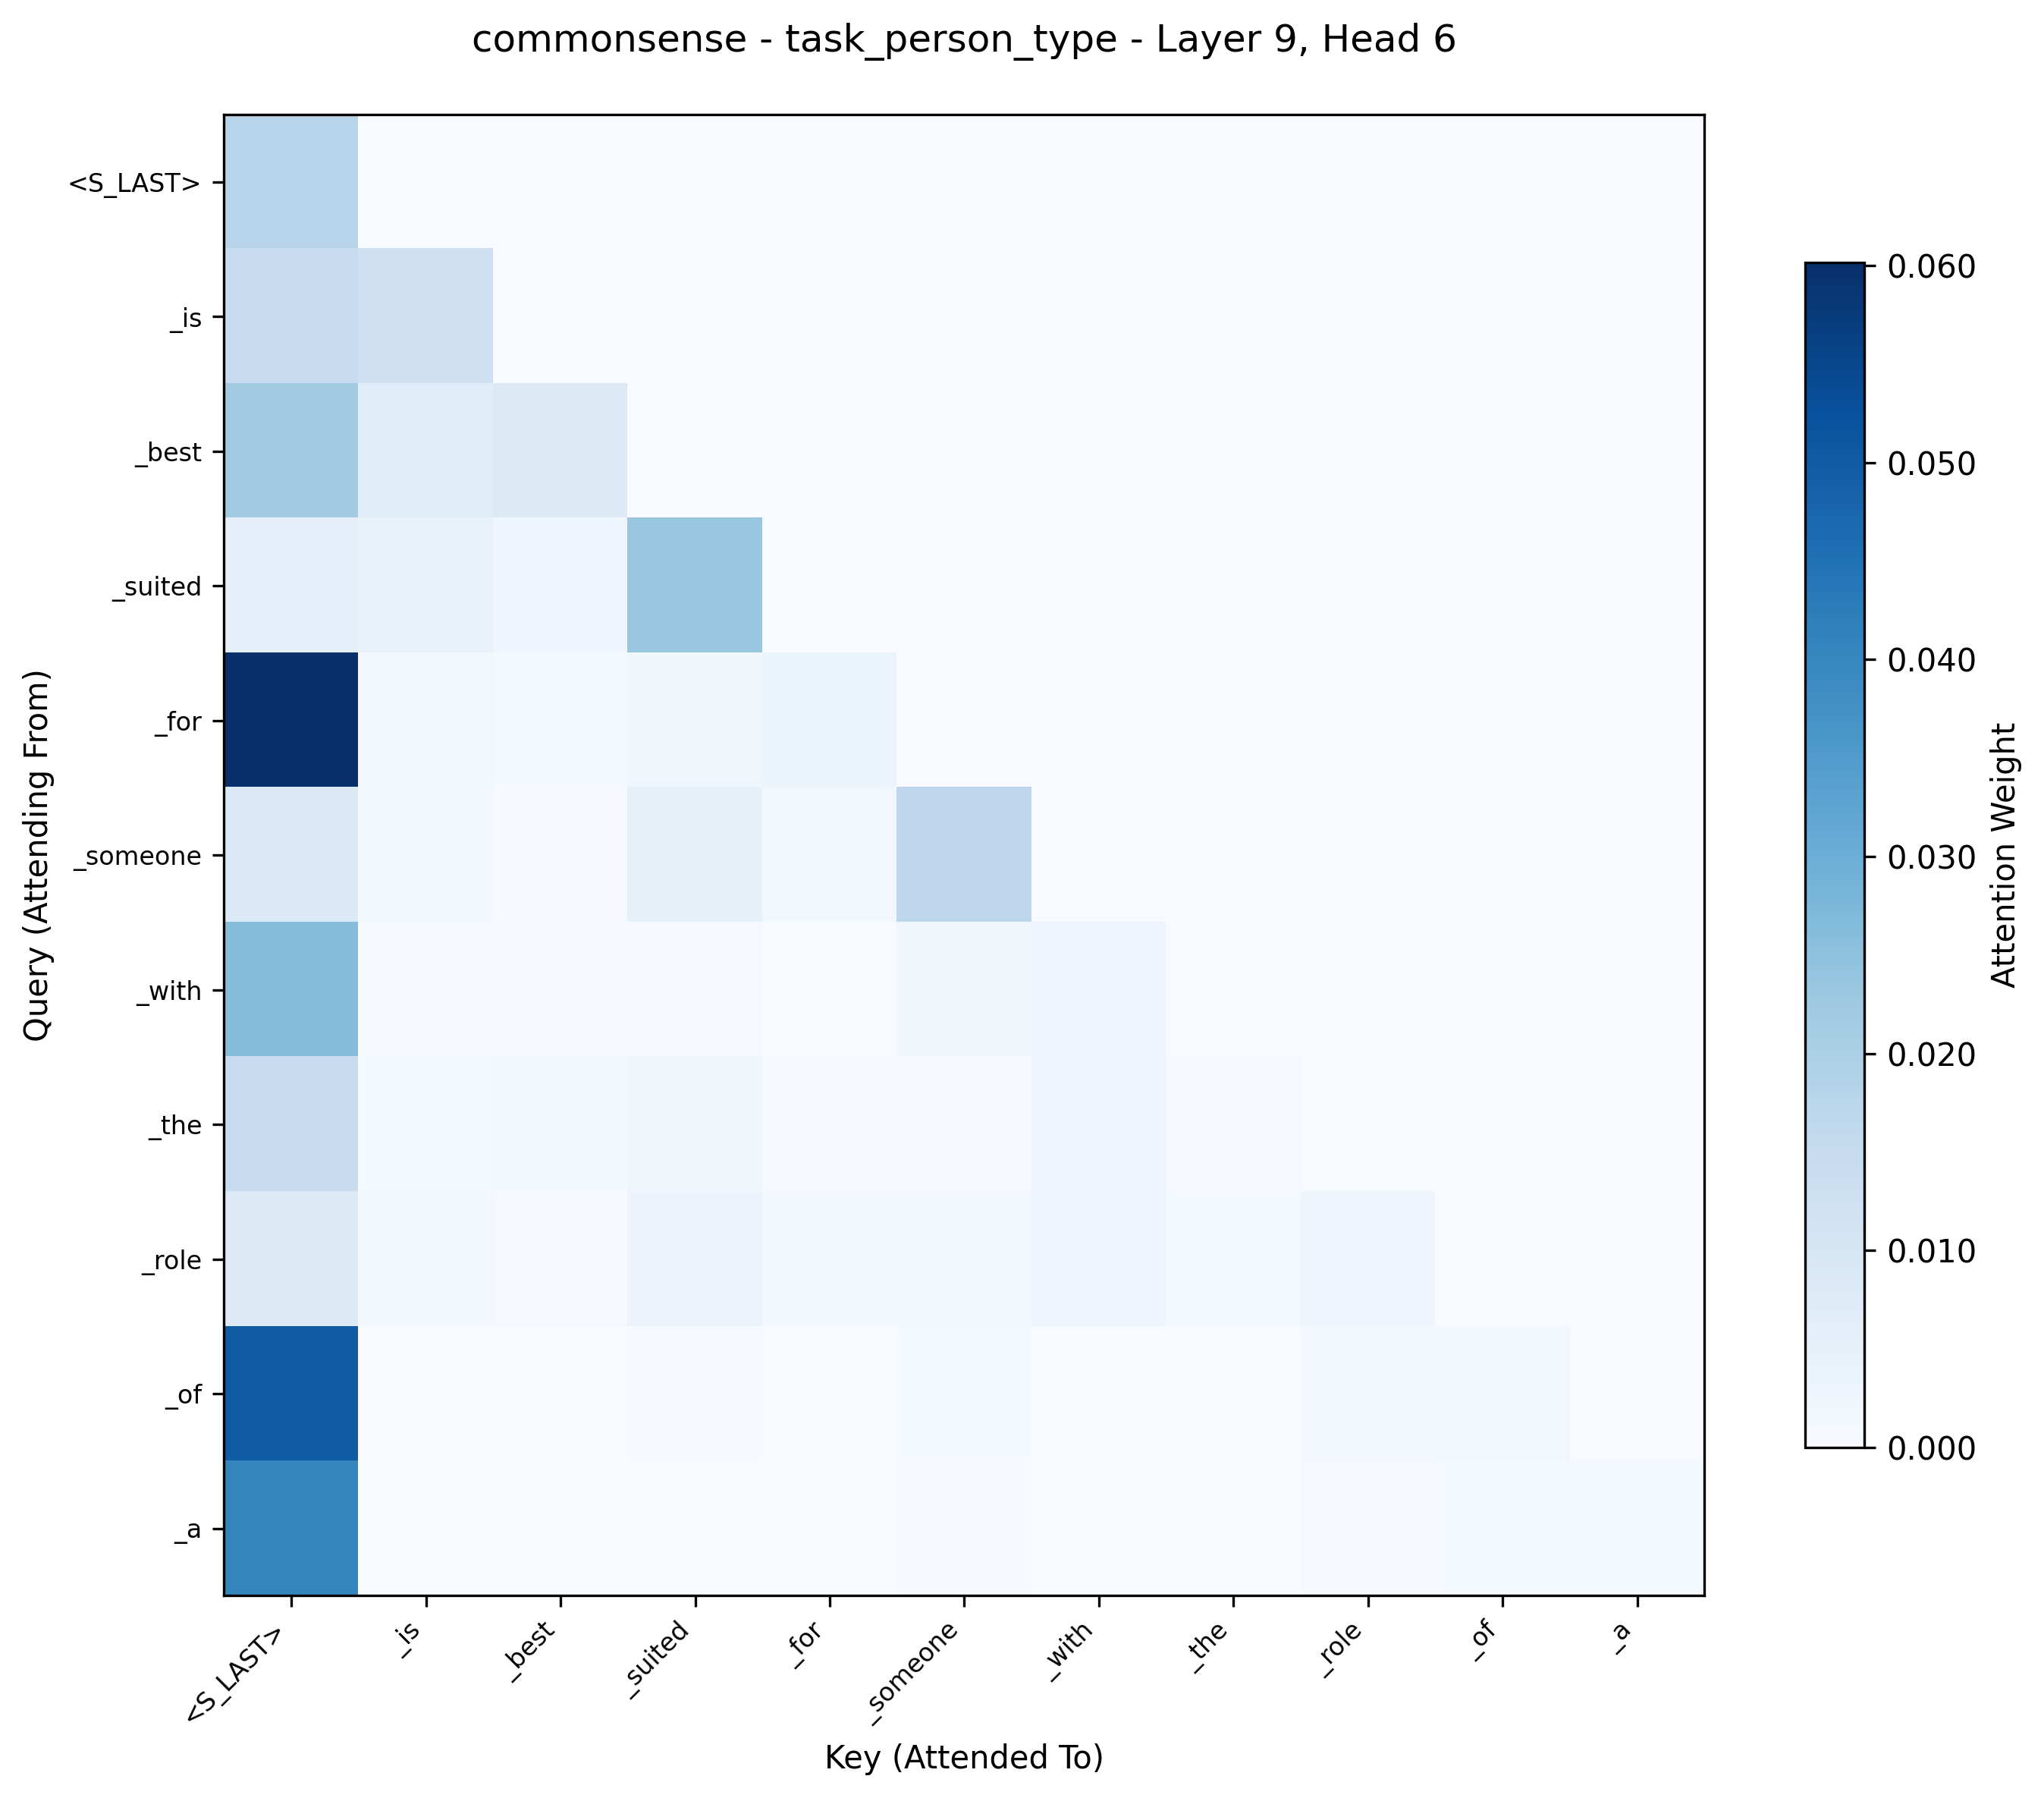 commonsense - task_person_type - Layer 9, Head 6
Query (Attending From)
<S_LAST>
_is
_best
_suited
_for
_someone
_with
_the
_role
_of
_a
<S_LAST>
_is
_best
_suited
_for
_someone
_with
_the
_role
_of
_a
Key (Attended To)
0.060
0.050
0.040
0.030
0.020
0.010
0.000
Attention Weight